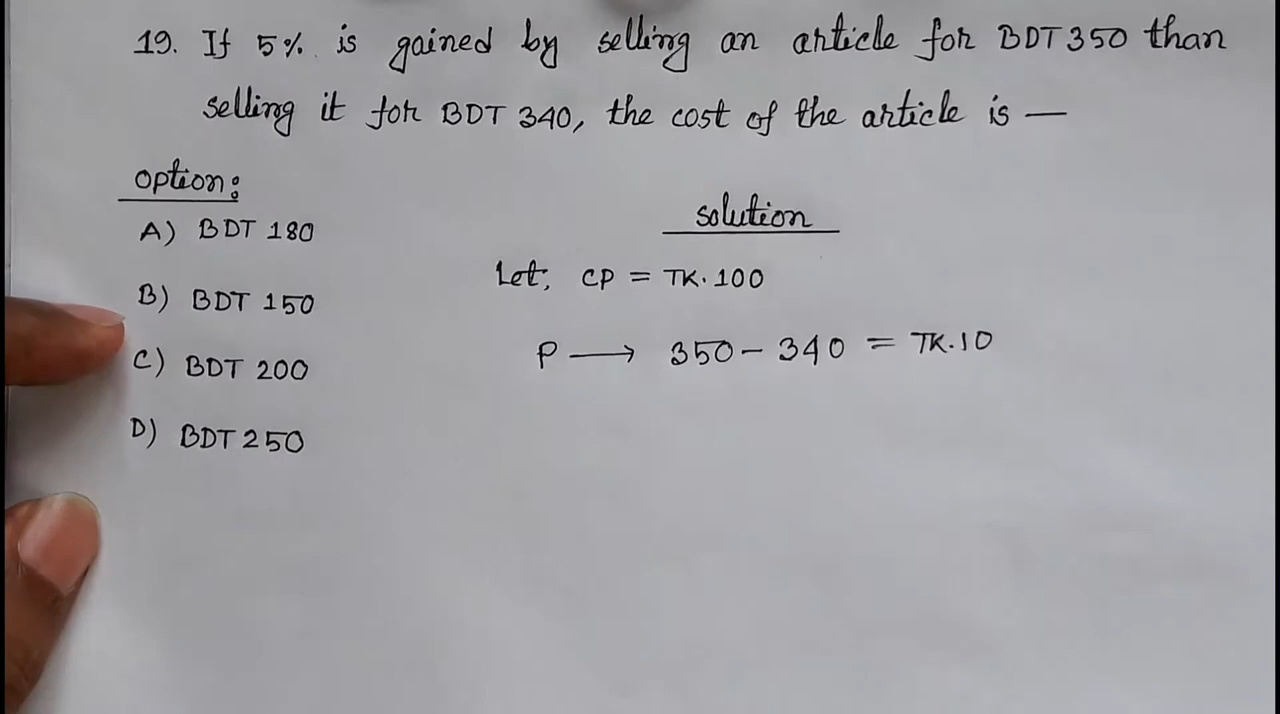 19. If 5% is gained by selling an article for BDT 350 than
selling it for BDT 340, the cost of the article is —
option:
A) BDT 180
B) BDT 150
C) BDT 200
D) BDT 250
solution
Let; CP = TK. 100
P ⟶ 350 - 340 = TK. 10